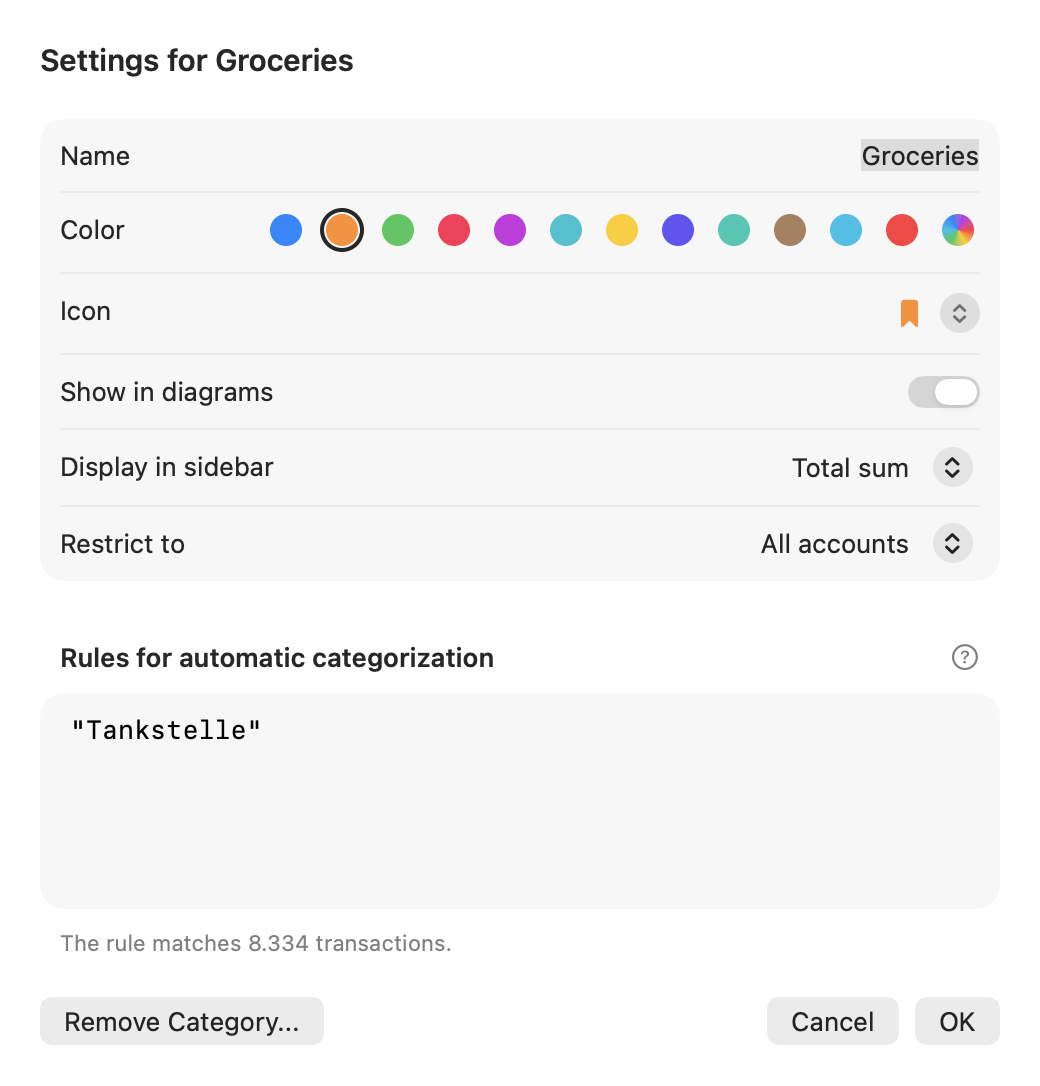 Settings for Groceries
Name Groceries
Color
Icon
Show in diagrams
Display in sidebar Total sum
Restrict to All accounts
Rules for automatic categorization ?
"Tankstelle"
The rule matches 8.334 transactions.
Remove Category... Cancel OK